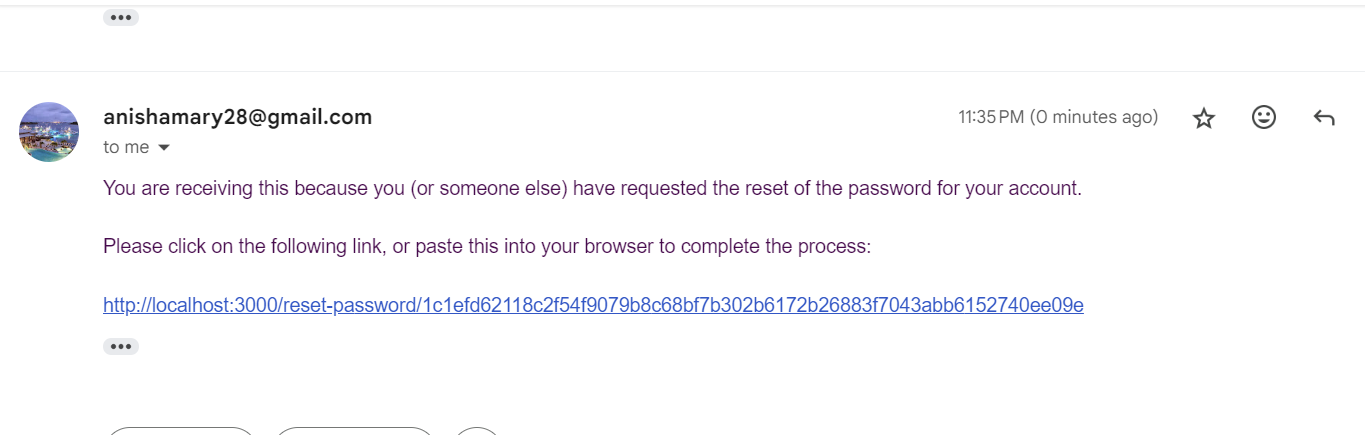 anishamary28@gmail.com
11:35 PM (0 minutes ago)
to me
You are receiving this because you (or someone else) have requested the reset of the password for your account.
Please click on the following link, or paste this into your browser to complete the process:
http://localhost:3000/reset-password/1c1efd62118c2f54f9079b8c68bf7b302b6172b26883f7043abb6152740ee09e